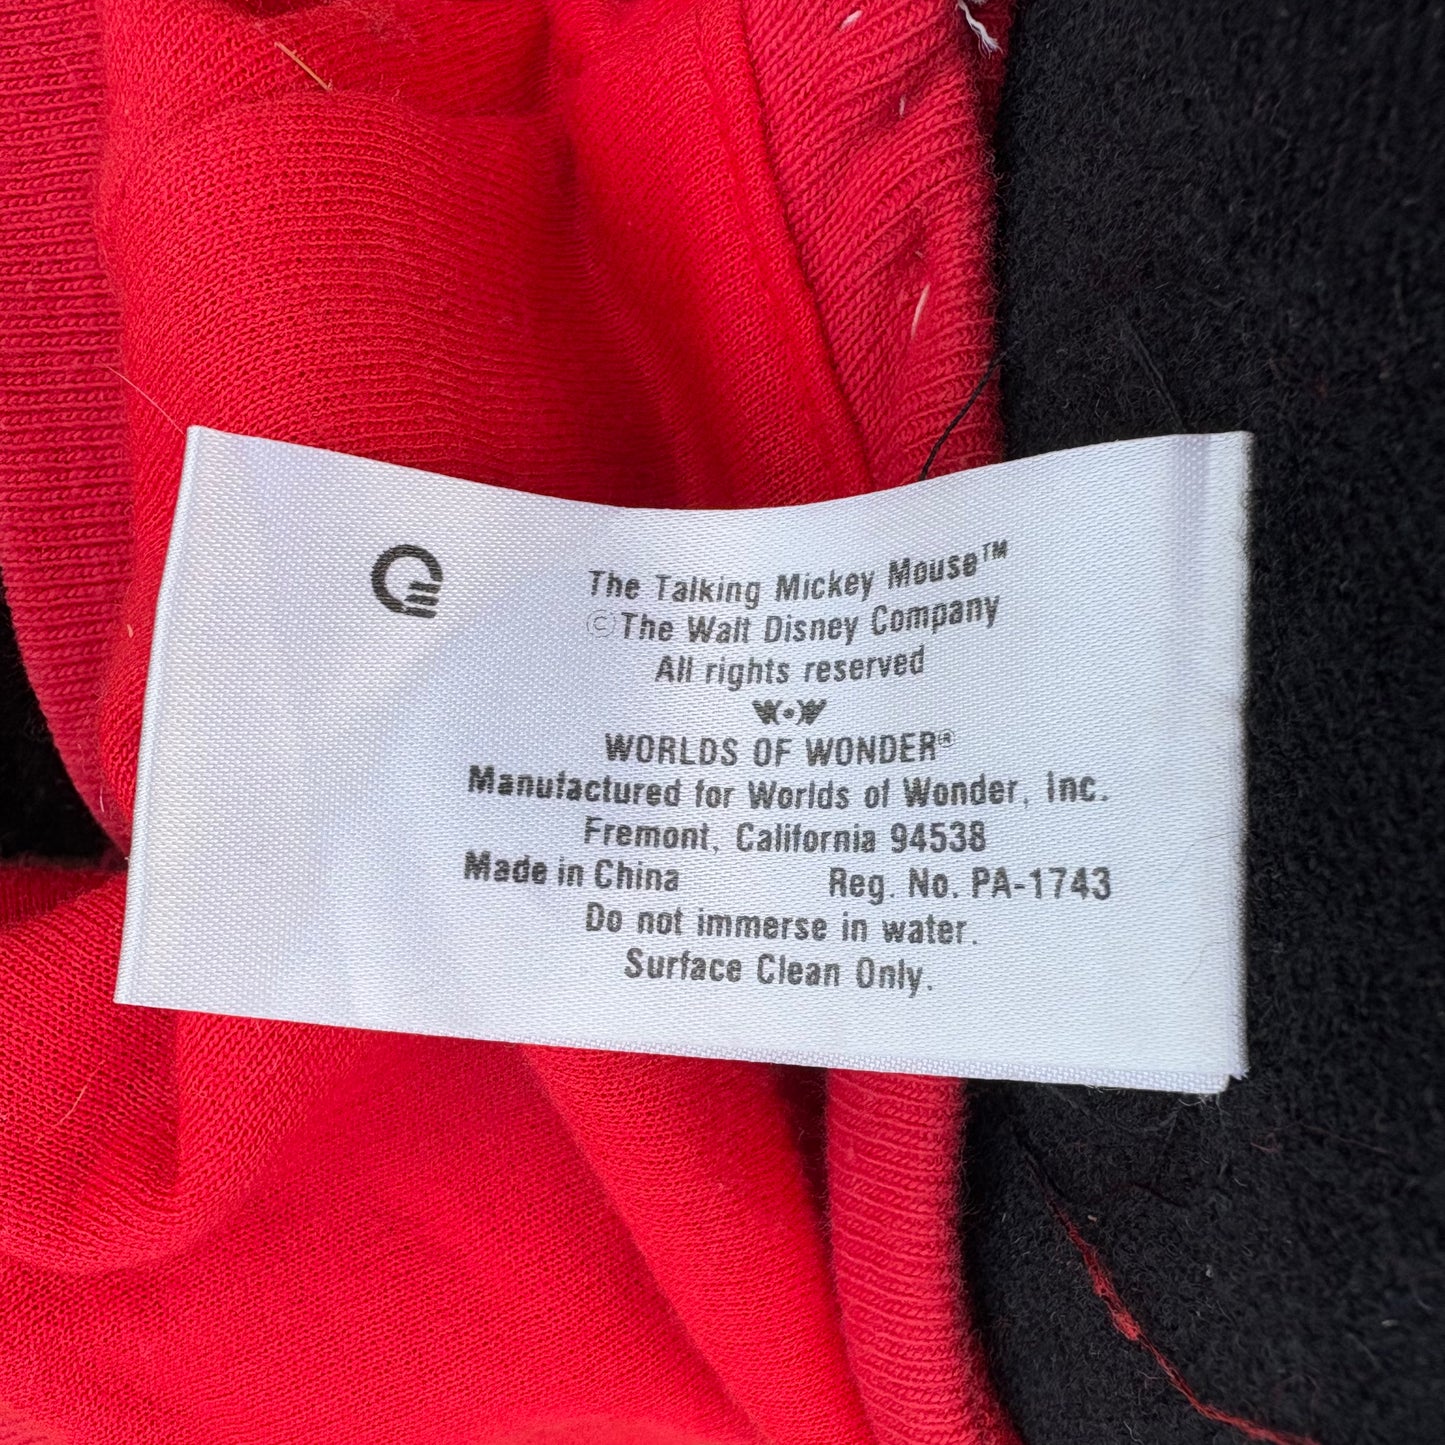 The Talking Mickey Mouse™
©The Walt Disney Company
All rights reserved
W·O·W
WORLDS OF WONDER®
Manufactured for Worlds of Wonder, Inc.
Fremont, California 94538
Made in China Reg. No. PA-1743
Do not immerse in water.
Surface Clean Only.